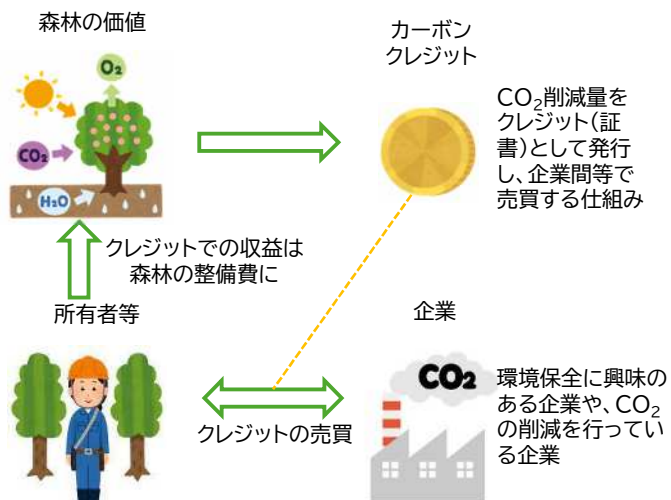 森林の価値
O₂
CO₂
H₂O
カーボン
クレジット
CO₂削減量を
クレジット(証
書)として発行
し、企業間等で
売買する仕組み
クレジットでの収益は
森林の整備費に
所有者等
クレジットの売買
企業
CO₂
環境保全に興味の
ある企業や、CO₂
の削減を行ってい
る企業